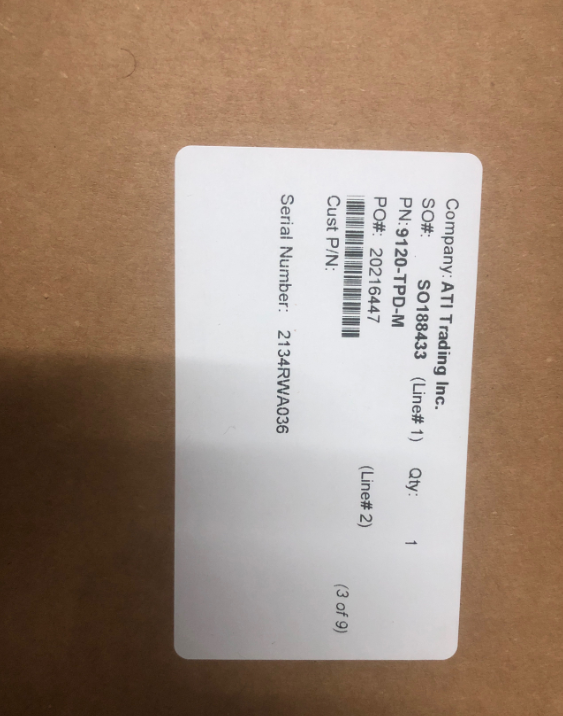 Company: ATI Trading Inc.
SO#: SO188433 (Line# 1) Qty: 1
PN:9120-TPD-M
PO#: 20216447 (Line# 2)
Cust P/N: (3 of 9)
Serial Number: 2134RWA036